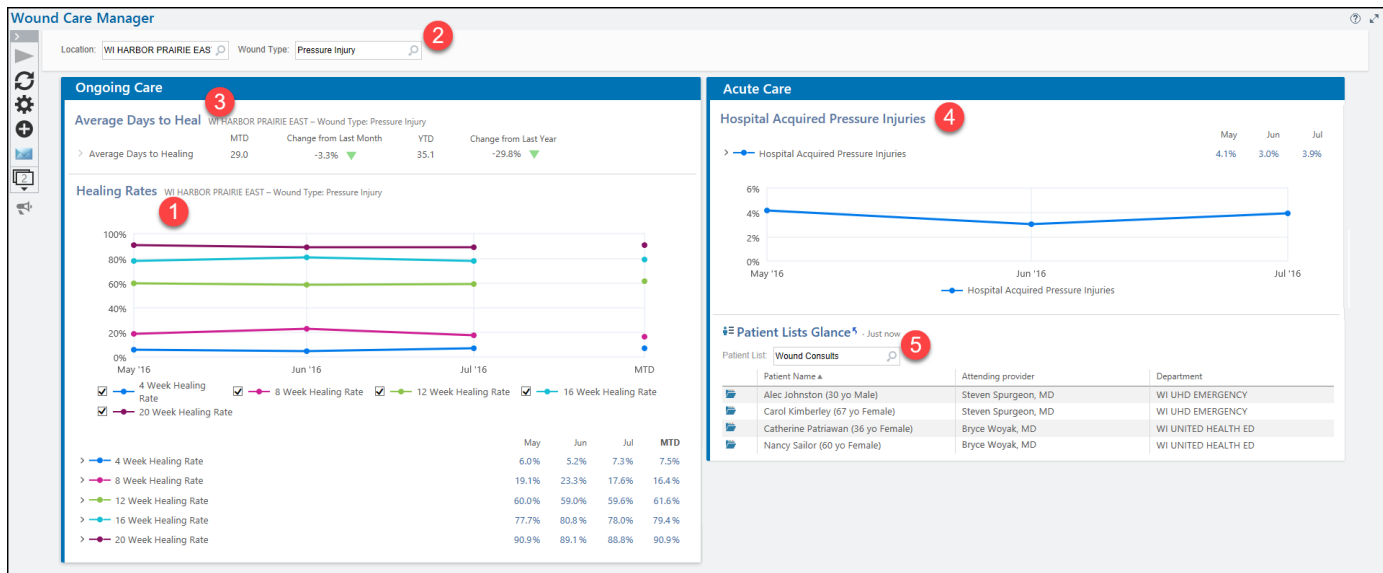 Wound Care Manager
Location: WI HARBOR PRAIRIE EAS Wound Type: Pressure Injury
2
Ongoing Care
3
Average Days to Heal WI HARBOR PRAIRIE EAST – Wound Type: Pressure Injury
MTD Change from Last Month YTD Change from Last Year
Average Days to Healing 29.0 -3.3% 35.1 -29.8%
Healing Rates WI HARBOR PRAIRIE EAST – Wound Type: Pressure Injury
1
100%
80%
60%
40%
20%
0%
May '16 Jun '16 Jul '16 MTD
4 Week Healing Rate 8 Week Healing Rate 12 Week Healing Rate 16 Week Healing Rate
20 Week Healing Rate
May Jun Jul MTD
4 Week Healing Rate 6.0% 5.2% 7.3% 7.5%
8 Week Healing Rate 19.1% 23.3% 17.6% 16.4%
12 Week Healing Rate 60.0% 59.0% 59.6% 61.6%
16 Week Healing Rate 77.7% 80.8% 78.0% 79.4%
20 Week Healing Rate 90.9% 89.1% 88.8% 90.9%
Acute Care
Hospital Acquired Pressure Injuries 4
May Jun Jul
Hospital Acquired Pressure Injuries 4.1% 3.0% 3.9%
6%
4%
2%
0%
May '16 Jun '16 Jul '16
Hospital Acquired Pressure Injuries
Patient Lists Glance - Just now
5
Patient List: Wound Consults
Patient Name Attending provider Department
Alec Johnston (30 yo Male) Steven Spurgeon, MD WI UHD EMERGENCY
Carol Kimberley (67 yo Female) Steven Spurgeon, MD WI UHD EMERGENCY
Catherine Patriawan (36 yo Female) Bryce Woyak, MD WI UNITED HEALTH ED
Nancy Sailor (60 yo Female) Bryce Woyak, MD WI UNITED HEALTH ED
2